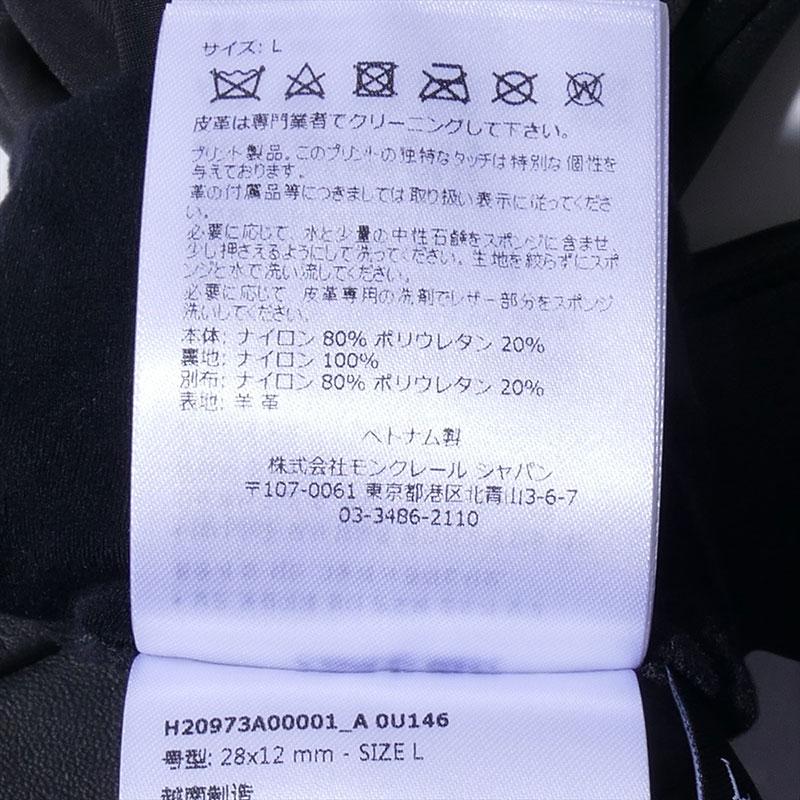 サイズ: L
皮革は専門業者でクリーニングして下さい。
プリント製品。このプリントの独特なタッチは特別な個性を
与えております。
革の付属品等につきましては取り扱い表示に従ってくださ
い。
必要に応じて、水と少量の中性石鹸をスポンジに含ませ、
少し押さえるようにして洗ってください。生地を絞らずにスポ
ンジと水で洗い流してください。
必要に応じて 皮革専用の洗剤でレザー部分をスポンジ
洗いしてください。
本体: ナイロン 80% ポリウレタン 20%
裏地: ナイロン 100%
別布: ナイロン 80% ポリウレタン 20%
表地: 羊革
ベトナム製
株式会社モンクレール ジャパン
〒107-0061 東京都港区北青山3-6-7
03-3486-2110
H20973A00001_A 0U146
号型: 28x12 mm - SIZE L
越南制造